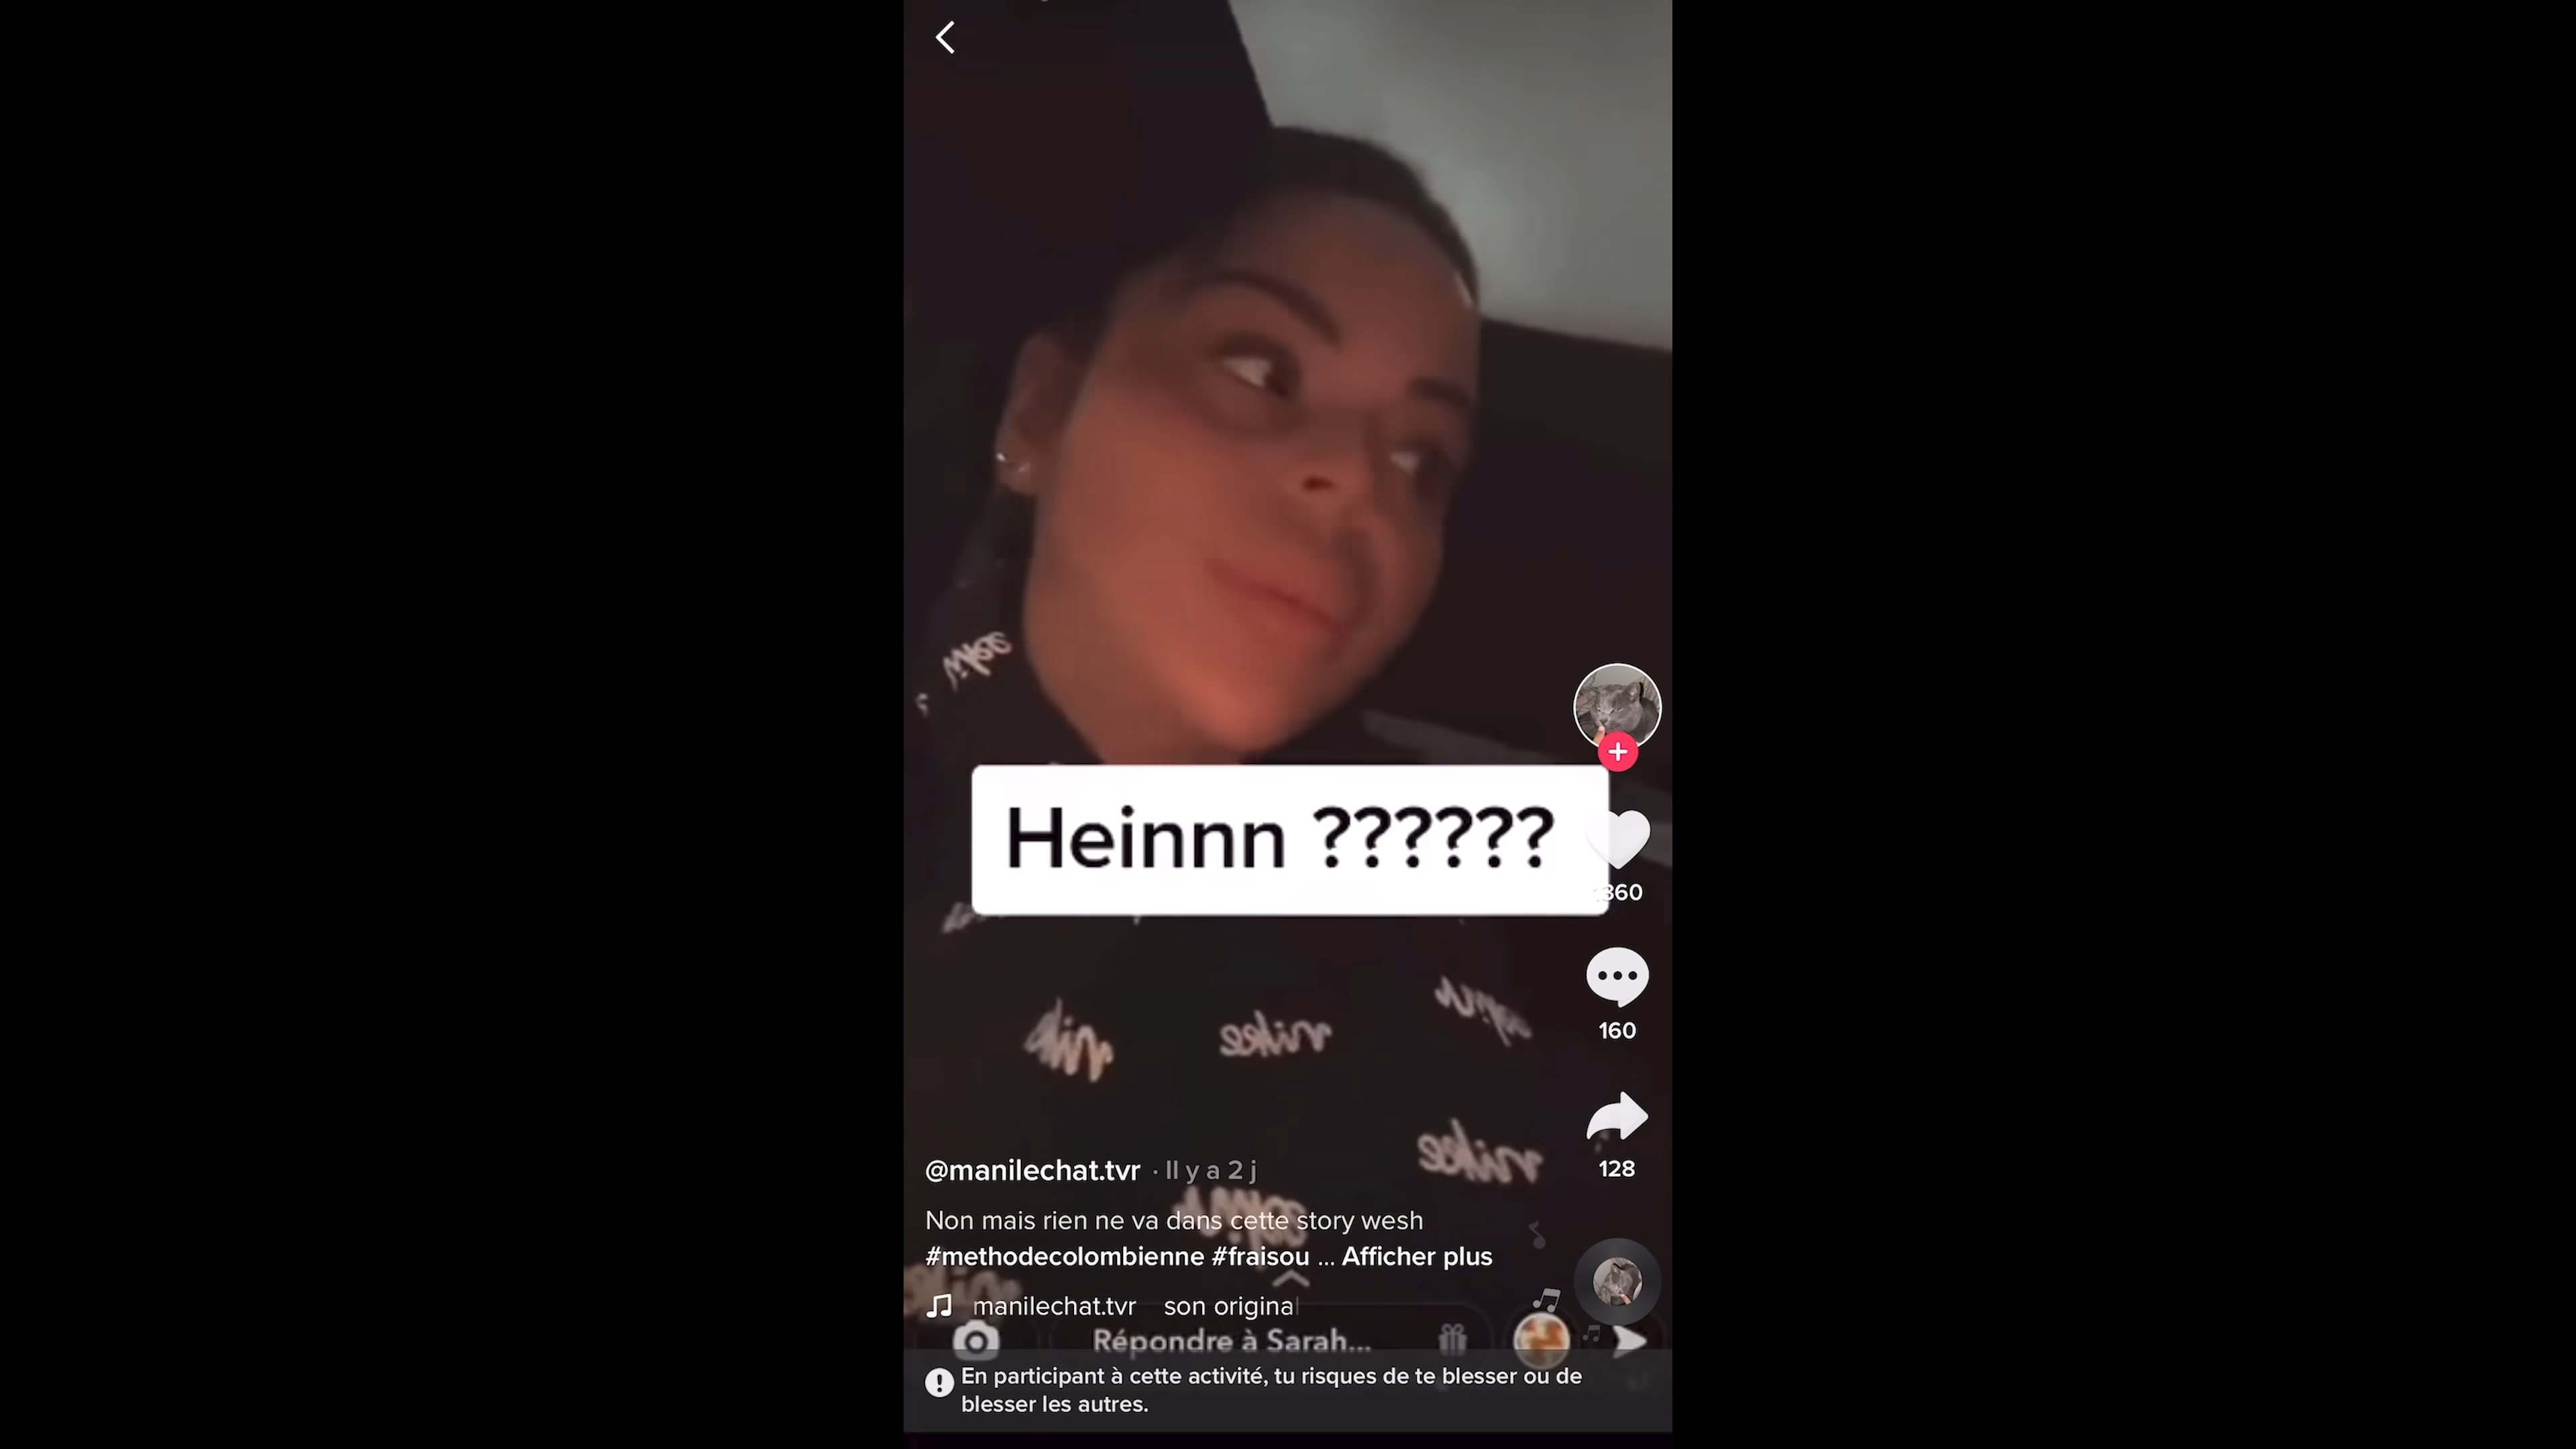 Heinnn ??????
360
160
128
@manilechat.tvr · Il y a 2 j
Non mais rien ne va dans cette story wesh
#methodecolombienne #fraisou ... Afficher plus
manilechat.tvr son original
Répondre à Sarah...
En participant à cette activité, tu risques de te blesser ou de
blesser les autres.
nike
nike